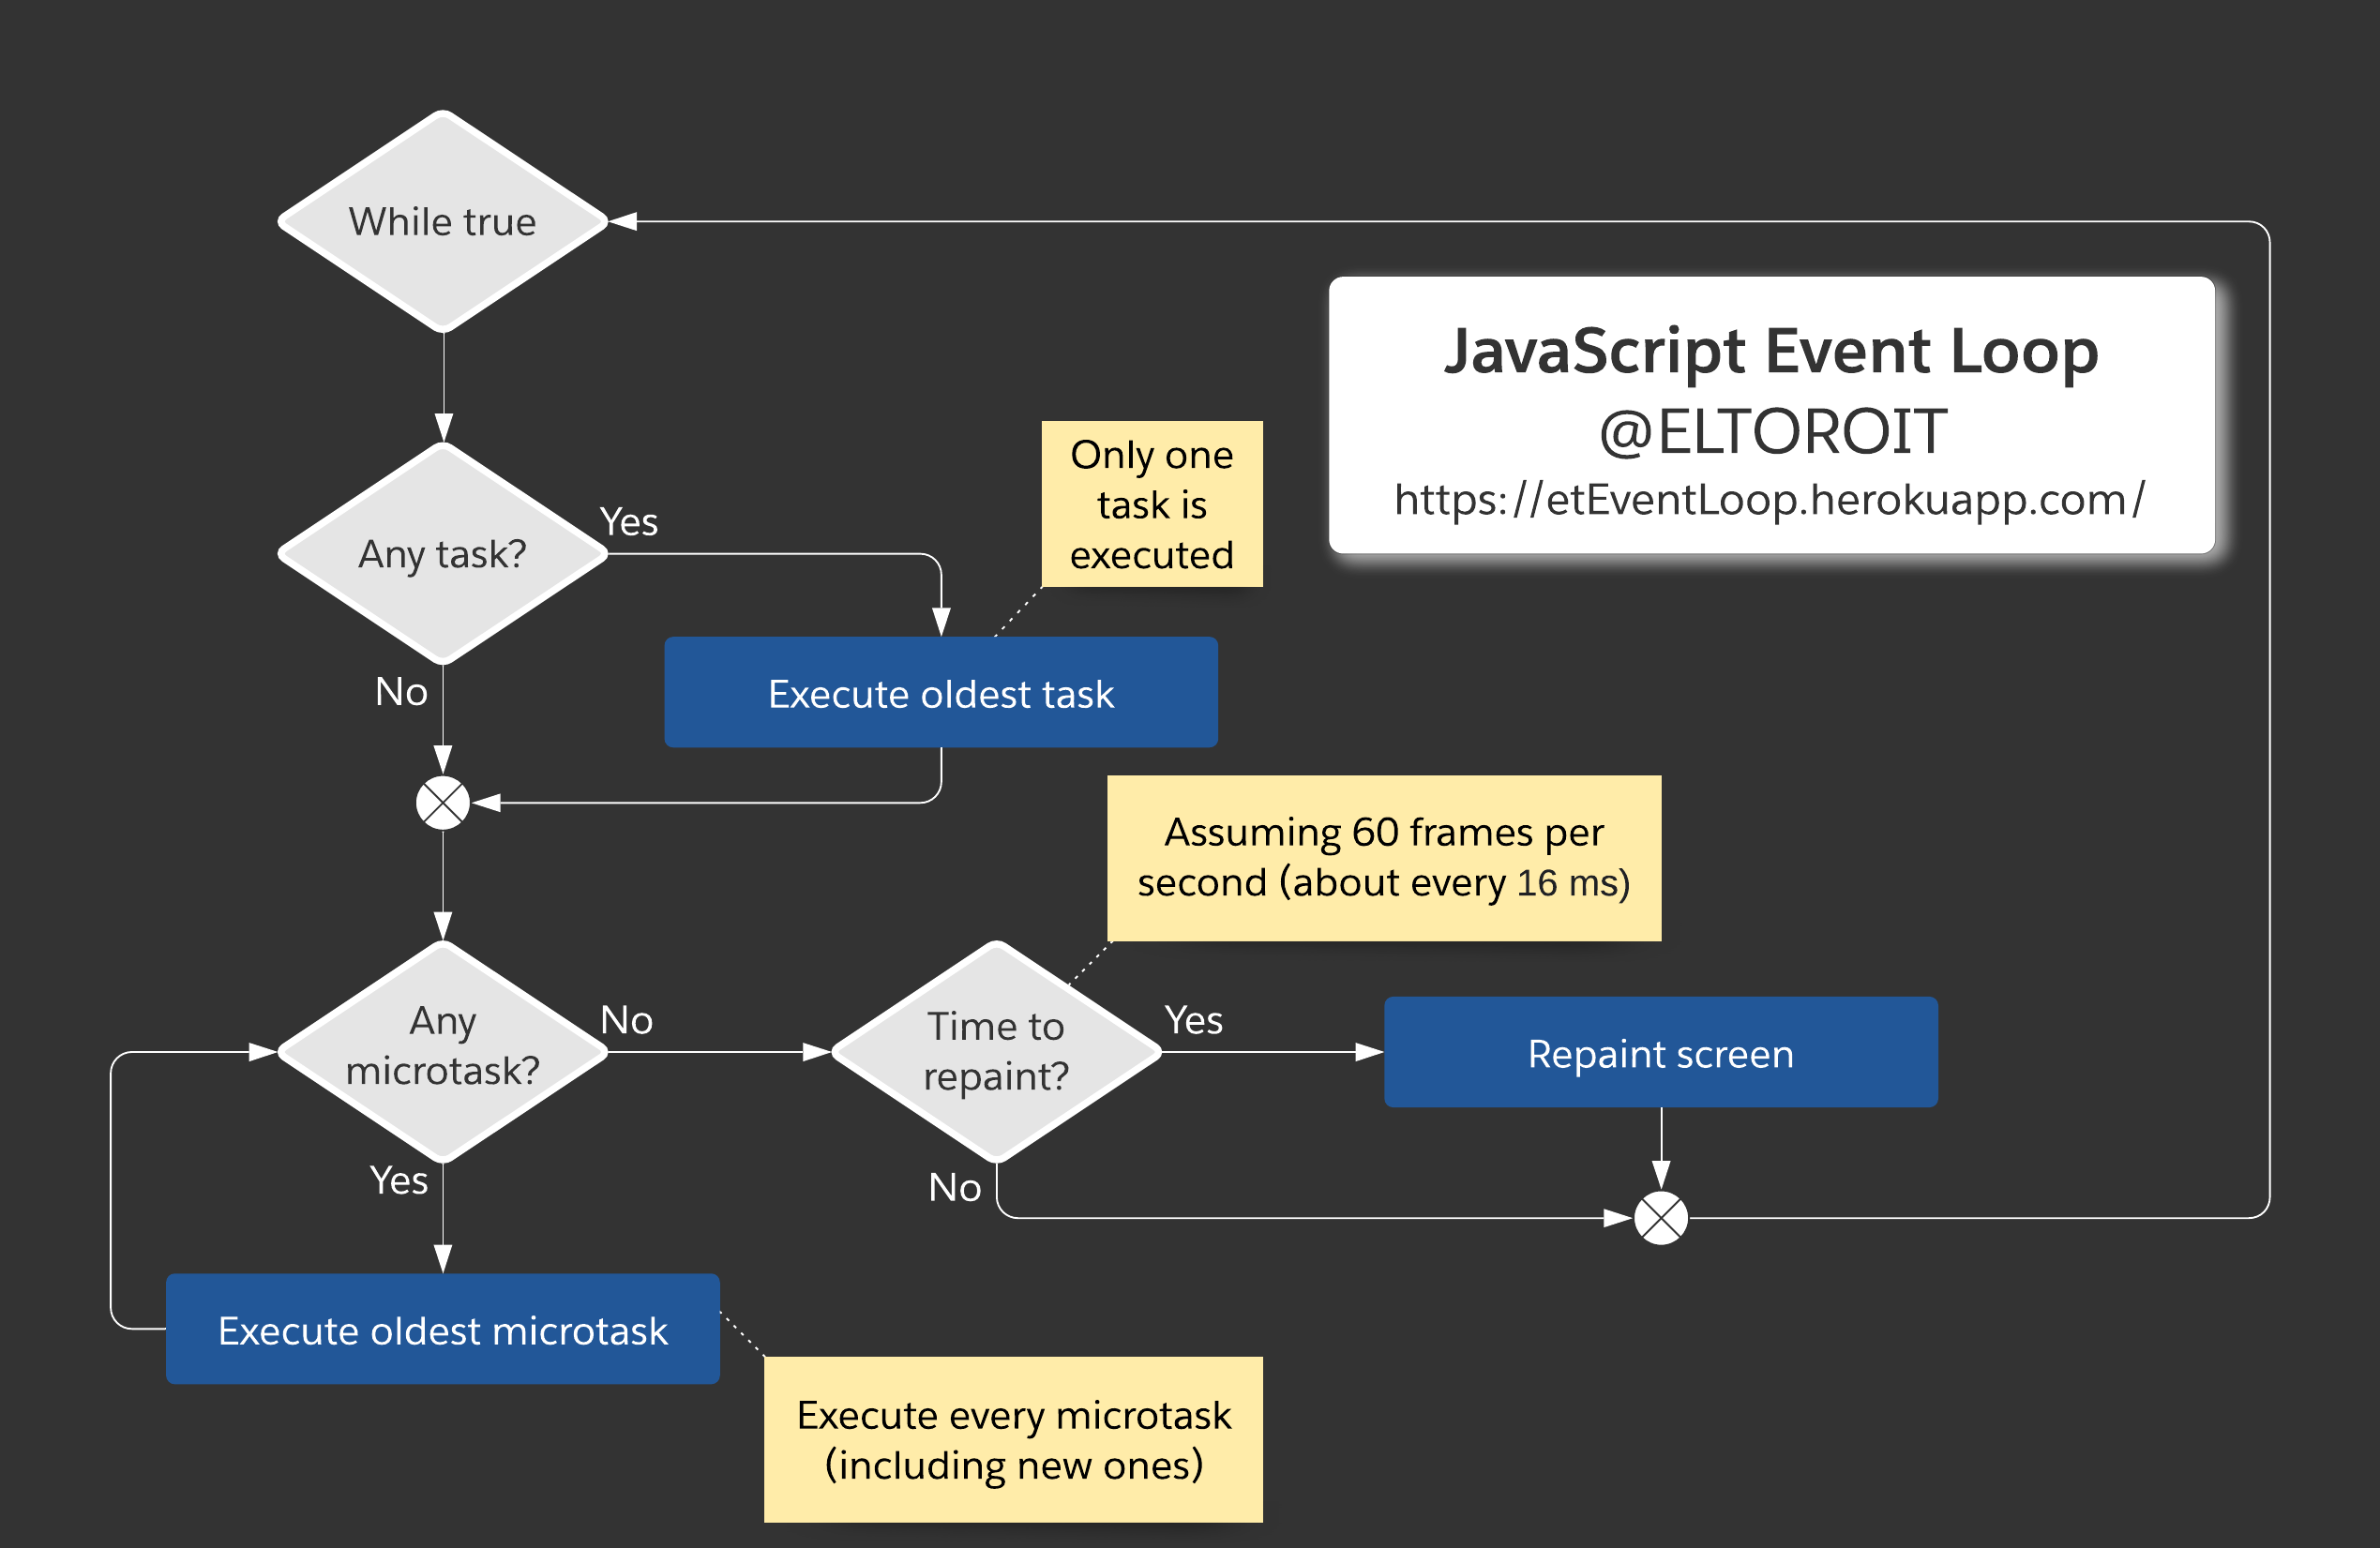 While true
JavaScript Event Loop
@ELTOROIT
https://etEventLoop.herokuapp.com/
Only one
task is
executed
Yes
Any task?
Execute oldest task
No
Assuming 60 frames per
second (about every 16 ms)
Any
microtask?
No
Time to
repaint?
Yes
Repaint screen
Yes
No
Execute oldest microtask
Execute every microtask
(including new ones)